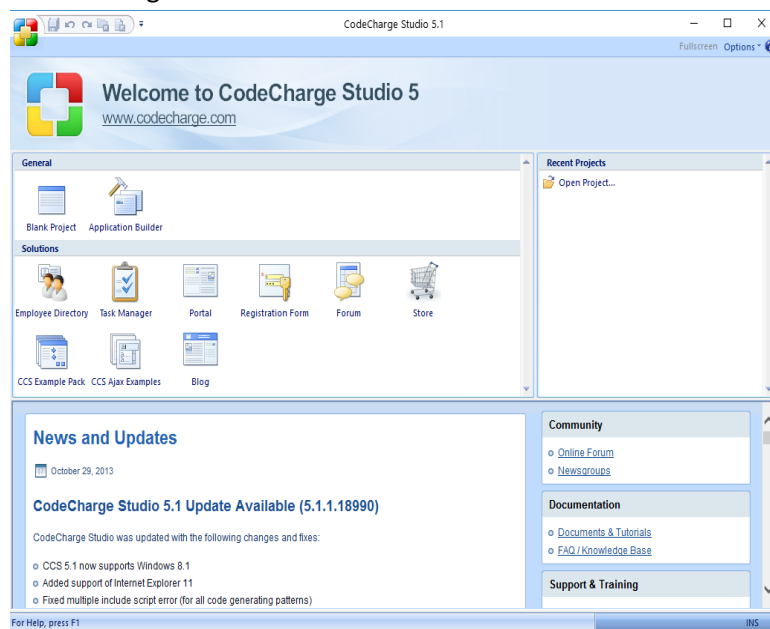 CodeCharge Studio 5.1
Fullscreen Options
Welcome to CodeCharge Studio 5
www.codecharge.com
General
Blank Project Application Builder
Solutions
Employee Directory Task Manager Portal Registration Form Forum Store
CCS Example Pack CCS Ajax Examples Blog
Recent Projects
Open Project...
News and Updates
October 29, 2013
CodeCharge Studio 5.1 Update Available (5.1.1.18990)
CodeCharge Studio was updated with the following changes and fixes:
CCS 5.1 now supports Windows 8.1
Added support of Internet Explorer 11
Fixed multiple include script error (for all code generating patterns)
Community
Online Forum
Newsgroups
Documentation
Documents & Tutorials
FAQ / Knowledge Base
Support & Training
For Help, press F1
INS